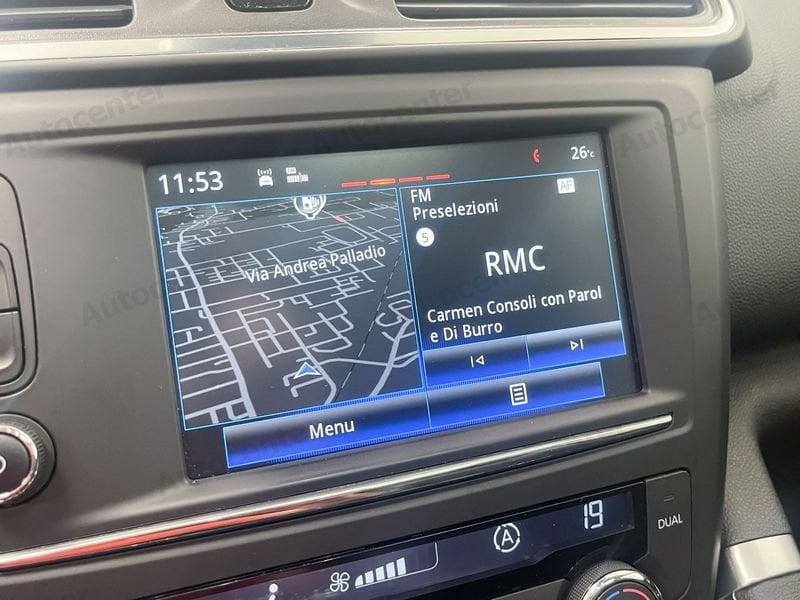 11:53
26°c
FM
Preselezioni
AF
5
RMC
Via Andrea Palladio
Carmen Consoli con Parol
e Di Burro
Menu
19
A
DUAL
Autocenter
Autocenter
Autocenter